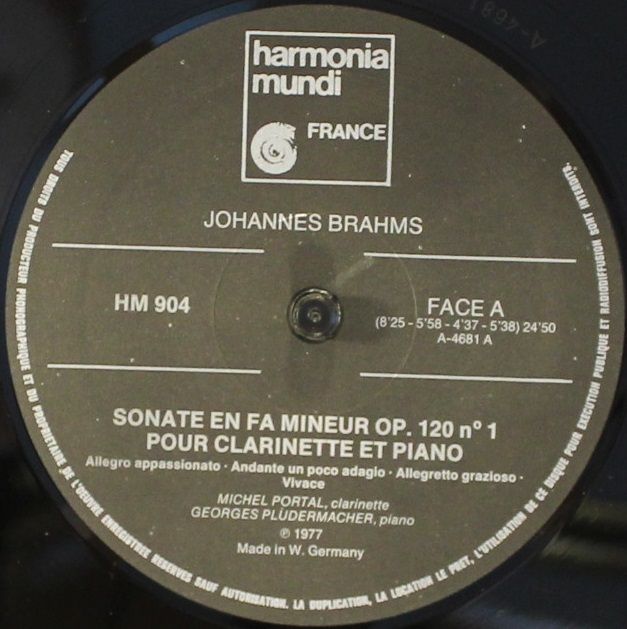 A-4681
harmonia
mundi
FRANCE
JOHANNES BRAHMS
HM 904
FACE A
(8'25 - 5'58 - 4'37 - 5'38) 24'50
A-4681 A
SONATE EN FA MINEUR OP. 120 nº 1
POUR CLARINETTE ET PIANO
Allegro appassionato · Andante un poco adagio · Allegretto grazioso ·
Vivace
MICHEL PORTAL, clarinette
GEORGES PLUDERMACHER, piano
℗ 1977
Made in W. Germany
TOUS DROITS DU PRODUCTEUR PHONOGRAPHIQUE ET DU PROPRIETAIRE DE L'OEUVRE ENREGISTREE RESERVES SAUF AUTORISATION. LA DUPLICATION, LA LOCATION LE PRET, L'UTILISATION DE CE DISQUE POUR EXECUTION PUBLIQUE ET RADIODIFFUSION SONT INTERDITS.